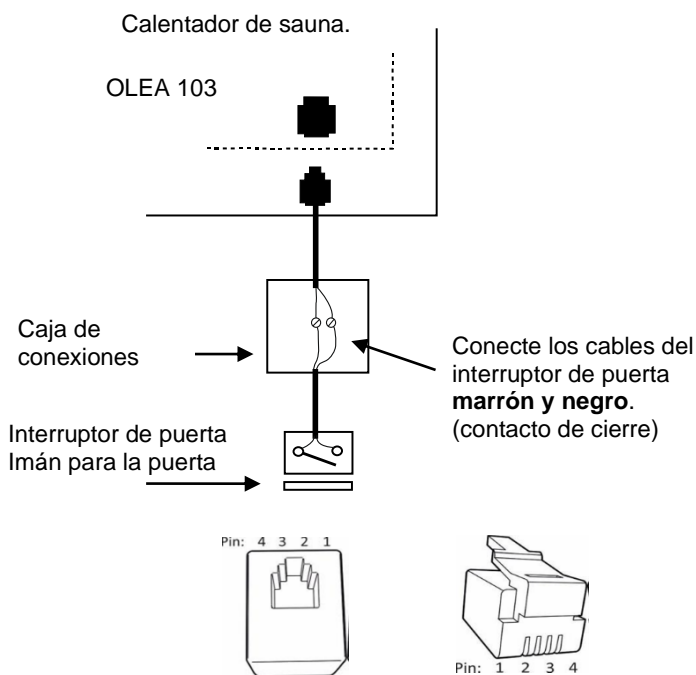 Calentador de sauna.
OLEA 103
Caja de
conexiones
Conecte los cables del
interruptor de puerta
marrón y negro.
(contacto de cierre)
Interruptor de puerta
Imán para la puerta
Pin: 4 3 2 1
Pin: 1 2 3 4